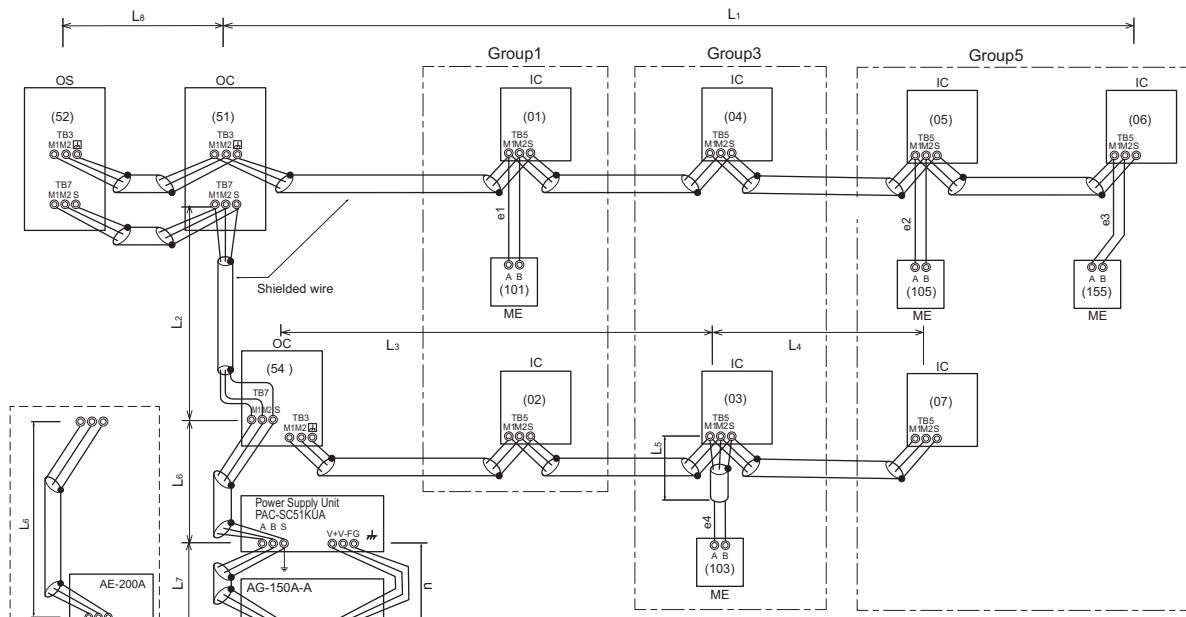 L8
L1
Group1
Group3
Group5
OS
OC
IC
IC
IC
IC
(52)
(51)
(01)
(04)
(05)
(06)
TB3
M1M2
TB3
M1M2
TB5
M1M2S
TB5
M1M2S
TB5
M1M2S
TB5
M1M2S
TB7
M1M2 S
TB7
M1M2 S
e1
e2
e3
Shielded wire
A B
(101)
ME
A B
(105)
ME
A B
(155)
ME
L2
L3
L4
OC
(54 )
TB7
M1M2 S
TB3
M1M2
IC
(02)
TB5
M1M2S
IC
(03)
TB5
M1M2S
IC
(07)
TB5
M1M2S
L5
e4
A B
(103)
ME
L6
L6
Power Supply Unit
PAC-SC51KUA
A B S
V+V-FG
L7
n
AE-200A
AG-150A-A